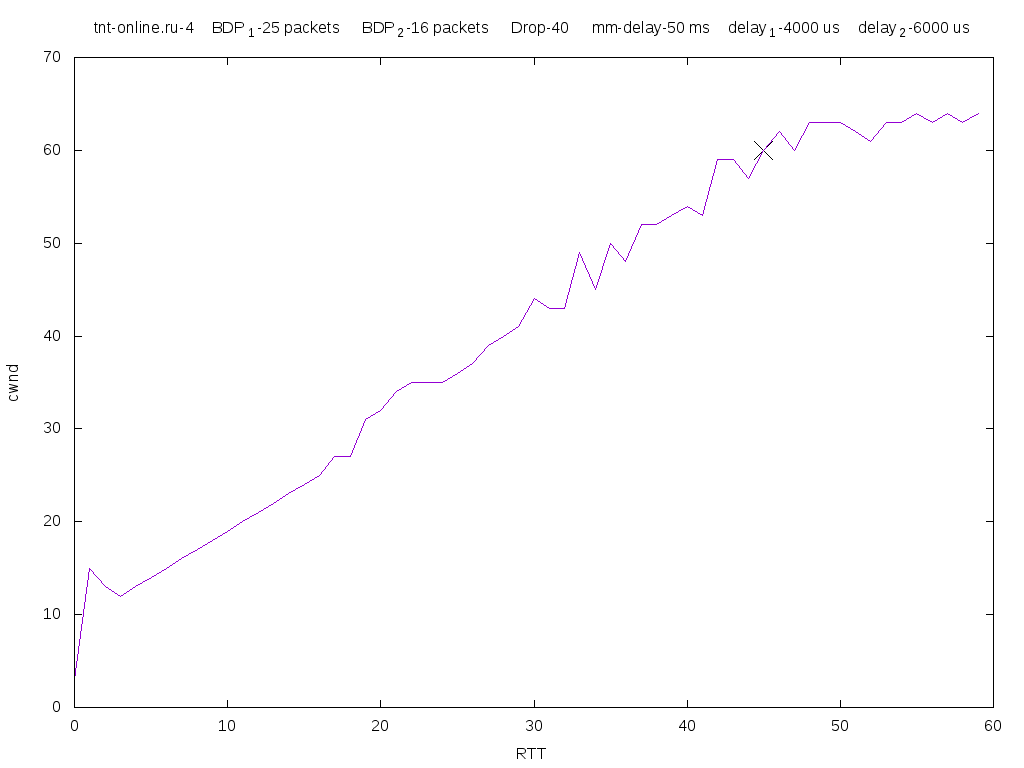 tnt-online.ru-4 BDP1-25 packets BDP2-16 packets Drop-40 mm-delay-50 ms delay1-4000 us delay2-6000 us
70
60
50
40
30
20
10
0
cwnd
0 10 20 30 40 50 60
RTT